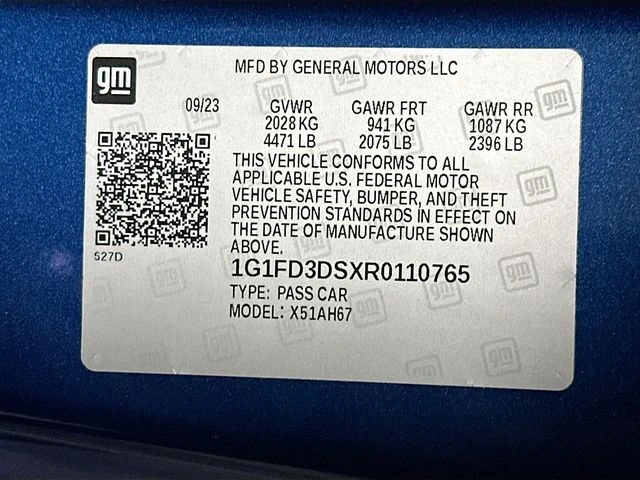 gm
MFD BY GENERAL MOTORS LLC
09/23 GVWR GAWR FRT GAWR RR
2028 KG 941 KG 1087 KG
4471 LB 2075 LB 2396 LB
THIS VEHICLE CONFORMS TO ALL
APPLICABLE U.S. FEDERAL MOTOR
VEHICLE SAFETY, BUMPER, AND THEFT
PREVENTION STANDARDS IN EFFECT ON
THE DATE OF MANUFACTURE SHOWN
ABOVE.
527D
1G1FD3DSXR0110765
TYPE: PASS CAR
MODEL: X51AH67